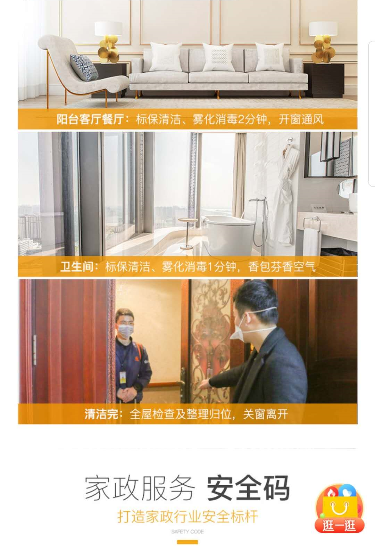 阳台客厅餐厅：标保清洁、雾化消毒2分钟，开窗通风
卫生间：标保清洁、雾化消毒1分钟，香包芬香空气
清洁完：全屋检查及整理归位，关窗离开
家政服务 安全码
打造家政行业安全标杆
SAFETY CODE
逛一逛